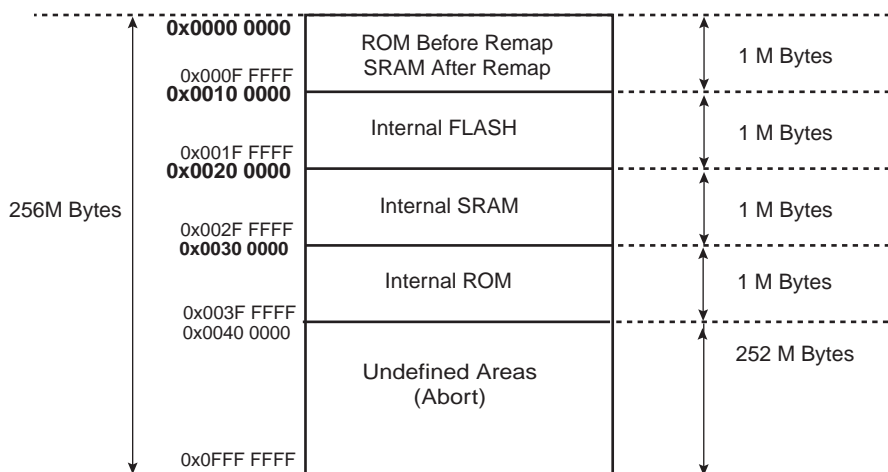 0x0000 0000
ROM Before Remap
SRAM After Remap
1 M Bytes
0x000F FFFF
0x0010 0000
Internal FLASH
1 M Bytes
0x001F FFFF
0x0020 0000
256M Bytes
Internal SRAM
1 M Bytes
0x002F FFFF
0x0030 0000
Internal ROM
1 M Bytes
0x003F FFFF
0x0040 0000
252 M Bytes
Undefined Areas
(Abort)
0x0FFF FFFF